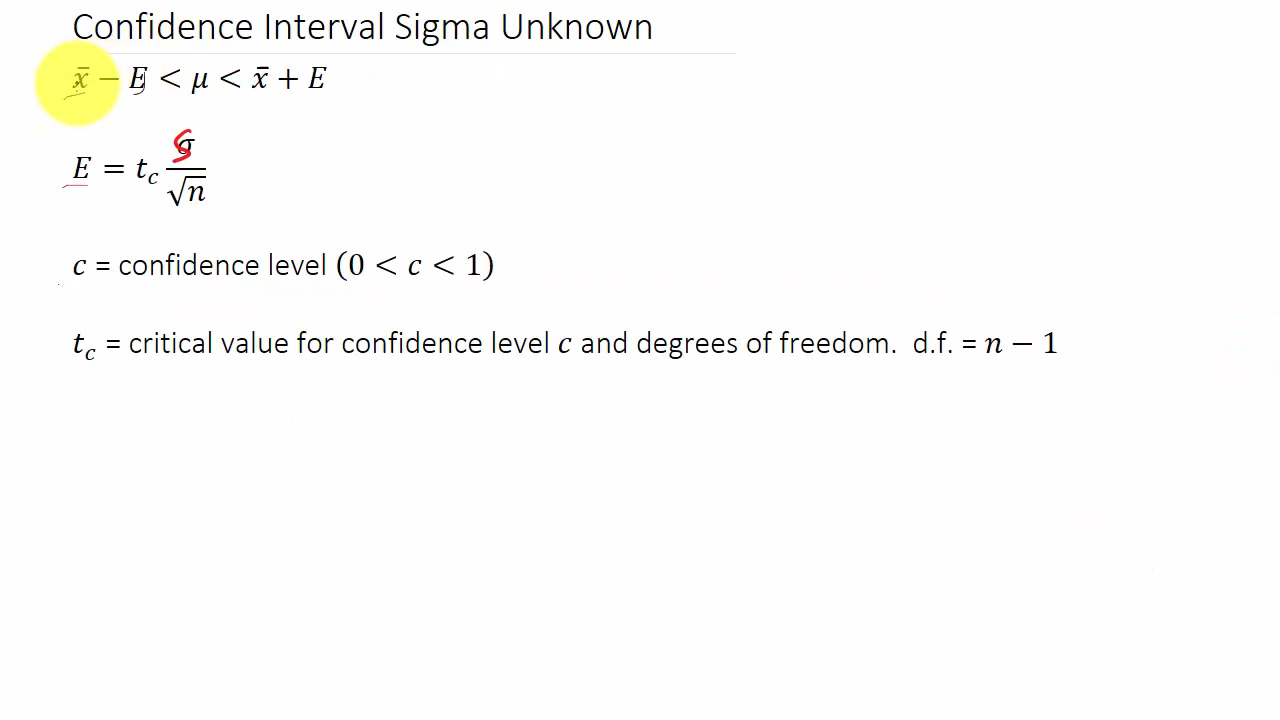 Confidence Interval Sigma Unknown
x̄ − E < μ < x̄ + E
E = t_c s/√n
c = confidence level (0 < c < 1)
t_c = critical value for confidence level c and degrees of freedom.  d.f. = n − 1